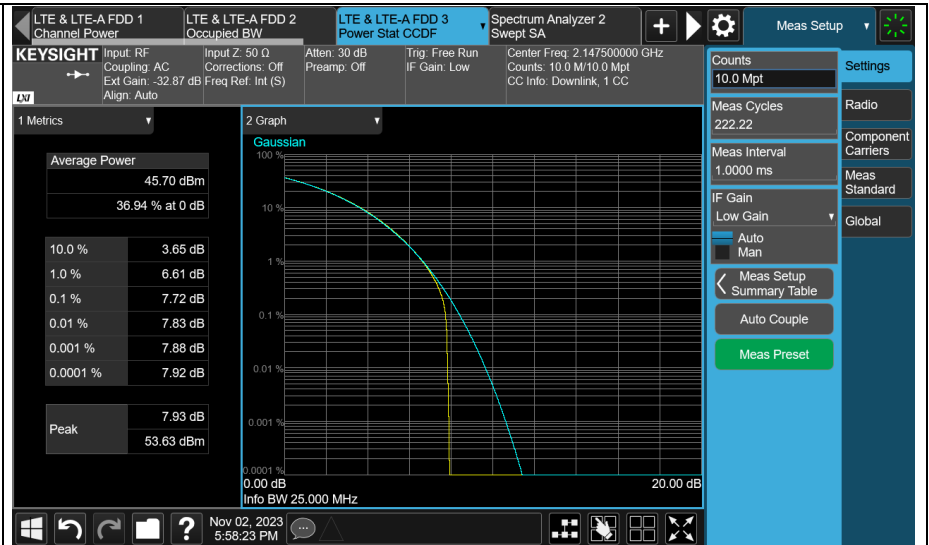 LTE & LTE-A FDD 1
Channel Power
LTE & LTE-A FDD 2
Occupied BW
LTE & LTE-A FDD 3
Power Stat CCDF
Spectrum Analyzer 2
Swept SA
Meas Setup
KEYSIGHT
LXI
Input: RF
Coupling: AC
Ext Gain: -32.87 dB
Align: Auto
Input Z: 50 Ω
Corrections: Off
Freq Ref: Int (S)
Atten: 30 dB
Preamp: Off
Trig: Free Run
IF Gain: Low
Center Freq: 2.147500000 GHz
Counts: 10.0 M/10.0 Mpt
CC Info: Downlink, 1 CC
1 Metrics
Average Power
45.70 dBm
36.94 % at 0 dB
10.0 % 3.65 dB
1.0 % 6.61 dB
0.1 % 7.72 dB
0.01 % 7.83 dB
0.001 % 7.88 dB
0.0001 % 7.92 dB
Peak
7.93 dB
53.63 dBm
2 Graph
Gaussian
100 %
10 %
1 %
0.1 %
0.01 %
0.001 %
0.0001 %
0.00 dB 20.00 dB
Info BW 25.000 MHz
Counts
10.0 Mpt
Meas Cycles
222.22
Meas Interval
1.0000 ms
IF Gain
Low Gain
Auto
Man
Meas Setup
Summary Table
Auto Couple
Meas Preset
Settings
Radio
Component
Carriers
Meas
Standard
Global
?
Nov 02, 2023
5:58:23 PM